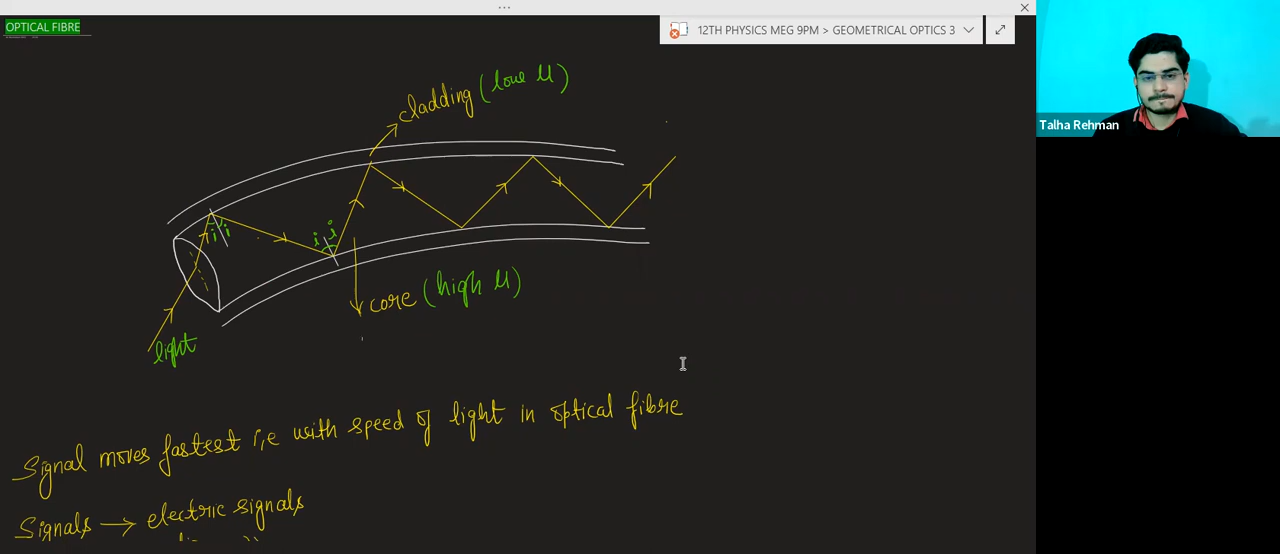 OPTICAL FIBRE
12TH PHYSICS MEG 9PM > GEOMETRICAL OPTICS 3
Talha Rehman
cladding (low μ)
i i
i i
core (high μ)
light
Signal moves fastest i,e with speed of light in optical fibre
Signals → electric signals